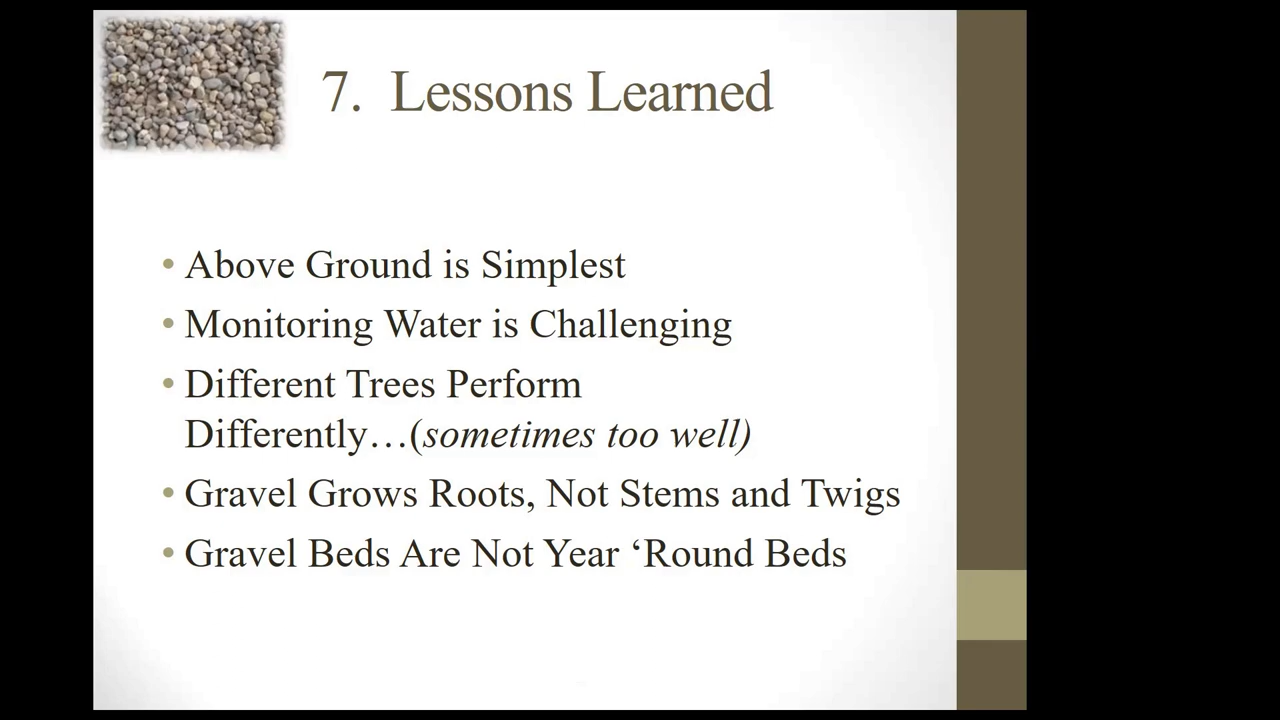 7. Lessons Learned
• Above Ground is Simplest
• Monitoring Water is Challenging
• Different Trees Perform
Differently…(sometimes too well)
• Gravel Grows Roots, Not Stems and Twigs
• Gravel Beds Are Not Year ‘Round Beds